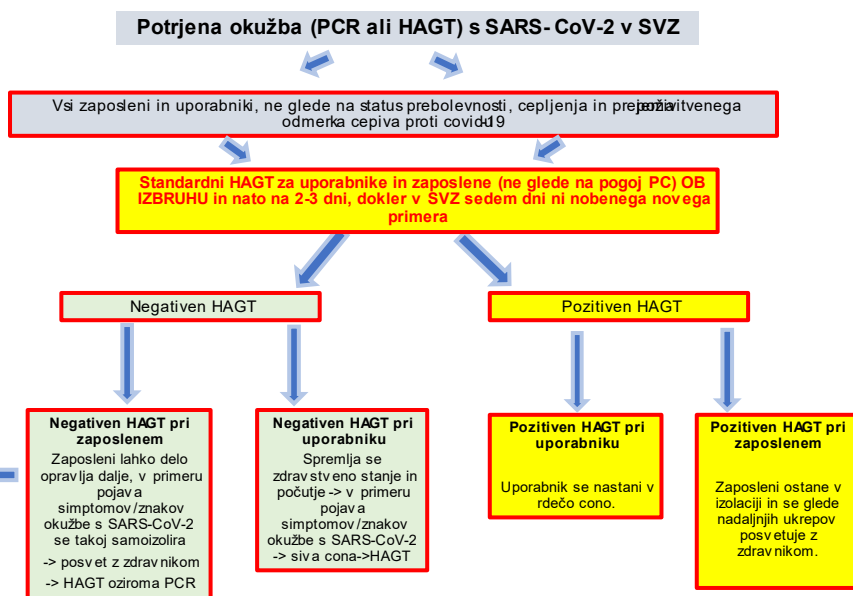 Potrjena okužba (PCR ali HAGT) s SARS- CoV-2 v SVZ
Vsi zaposleni in uporabniki, ne glede na status prebolevnosti, cepljenja in
odmerka cepiva proti
Standardni HAGT za uporabnike in zaposlene (ne glede na pogoj PC) OB
IZBRUHU in nato na 2-3 dni, dokler v SVZ sedem dni ni nobenega novega
primera
Negativen HAGT
Pozitiven HAGT
Negativen HAGT pri
zaposlenem
Zaposleni lahko delo
opravlja dalje, v primeru
pojava
simptomov/znakov
okužbe s SARS-CoV-2
se takoj samoizolira
-> posvet z zdravnikom
-> HAGT oziroma PCR
Negativen HAGT pri
uporabniku
Spremlja se
zdravstveno stanje in
počutje -> v primeru
pojava
simptomov/znakov
okužbe s SARS-CoV-2
-> siva cona->HAGT
Pozitiven HAGT pri
uporabniku
Uporabnik se nastani v
rdečo cono.
Pozitiven HAGT pri
zaposlenem
Zaposleni ostane v
izolaciji in se glede
nadaljnjih ukrepov
posvetuje z
zdravnikom.